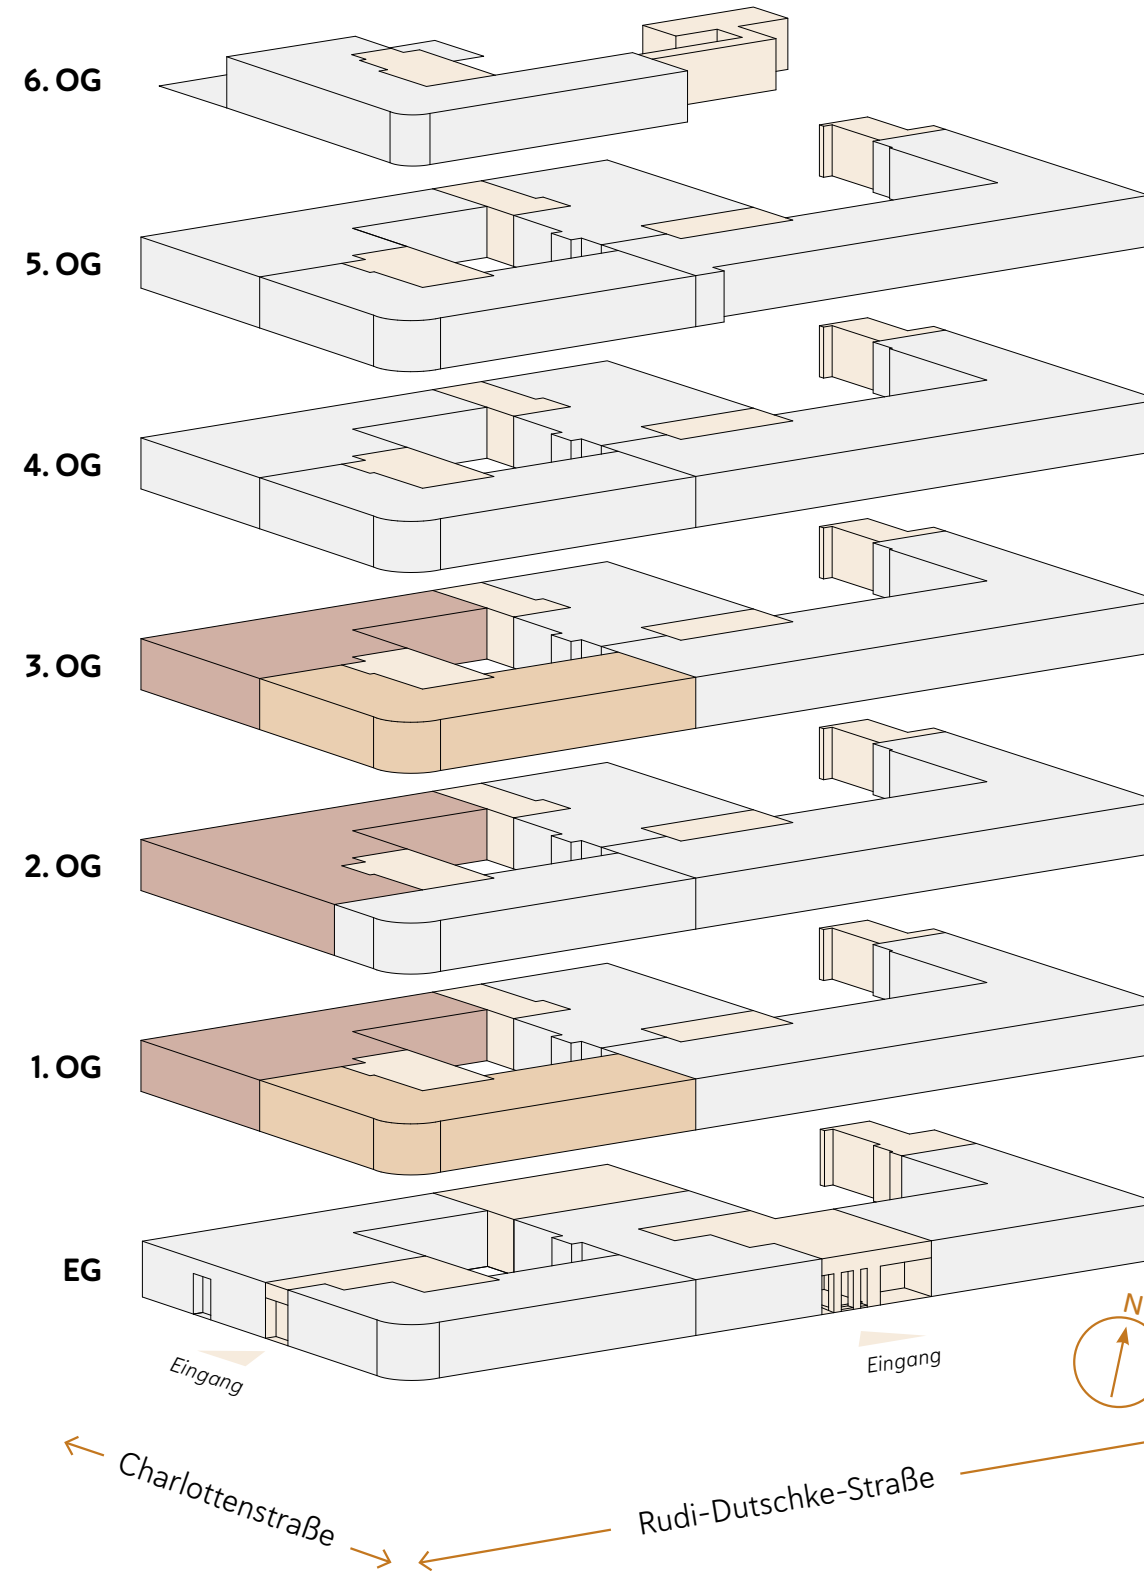 6. OG
5. OG
4. OG
3. OG
2. OG
1. OG
EG
N
Eingang
Eingang
Charlottenstraße
Rudi-Dutschke-Straße